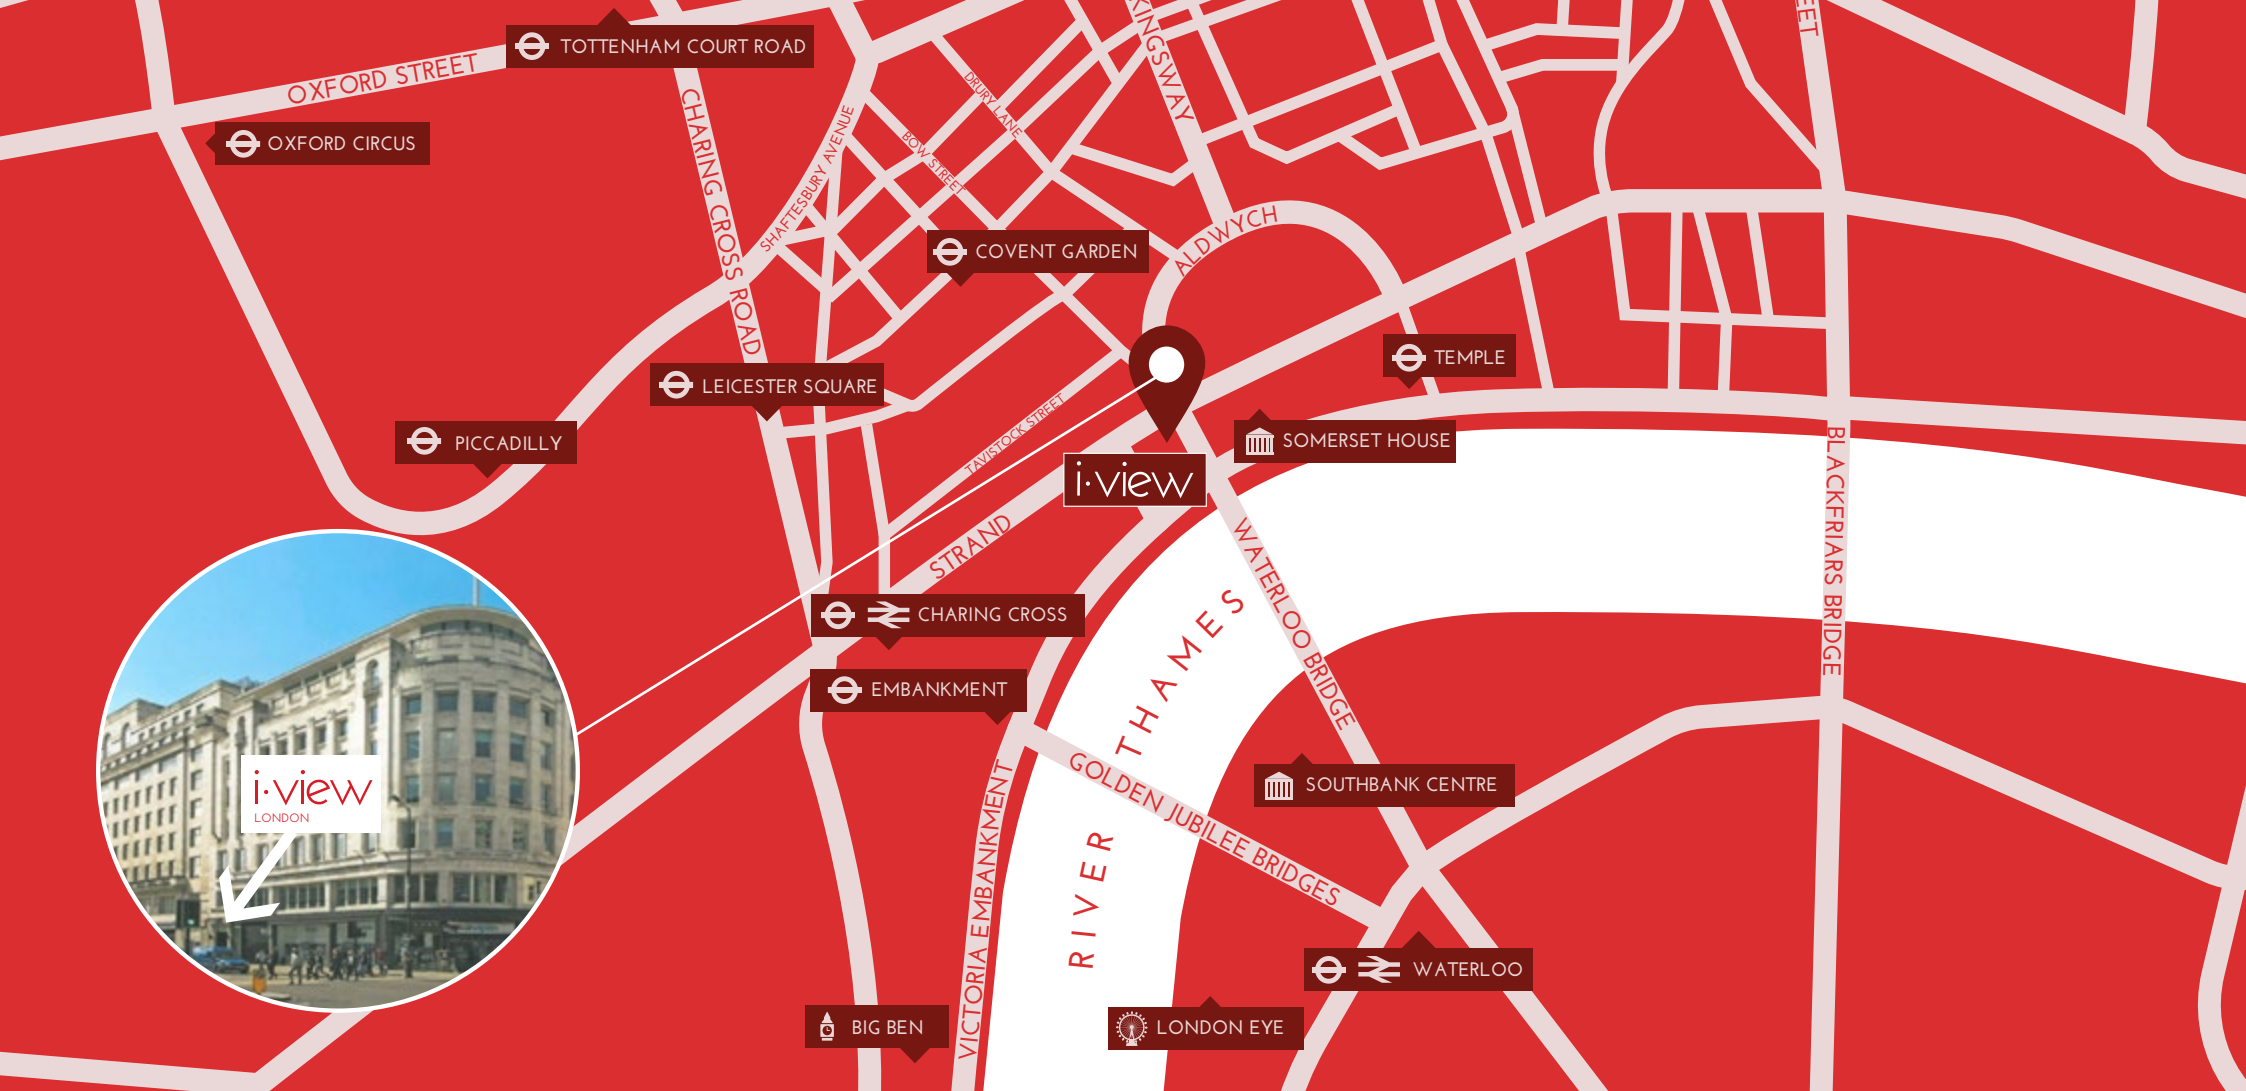 KINGSWAY
EET
TOTTENHAM COURT ROAD
OXFORD STREET
DRURY LANE
CHARING CROSS ROAD
SHAFTESBURY AVENUE
OXFORD CIRCUS
BOW STREET
COVENT GARDEN
ALDWYCH
TEMPLE
LEICESTER SQUARE
TAVISTOCK STREET
PICCADILLY
SOMERSET HOUSE
i·view
BLACKFRIARS BRIDGE
STRAND
WATERLOO BRIDGE
CHARING CROSS
EMBANKMENT
RIVER THAMES
GOLDEN JUBILEE BRIDGES
VICTORIA EMBANKMENT
SOUTHBANK CENTRE
i·view
LONDON
WATERLOO
BIG BEN
LONDON EYE